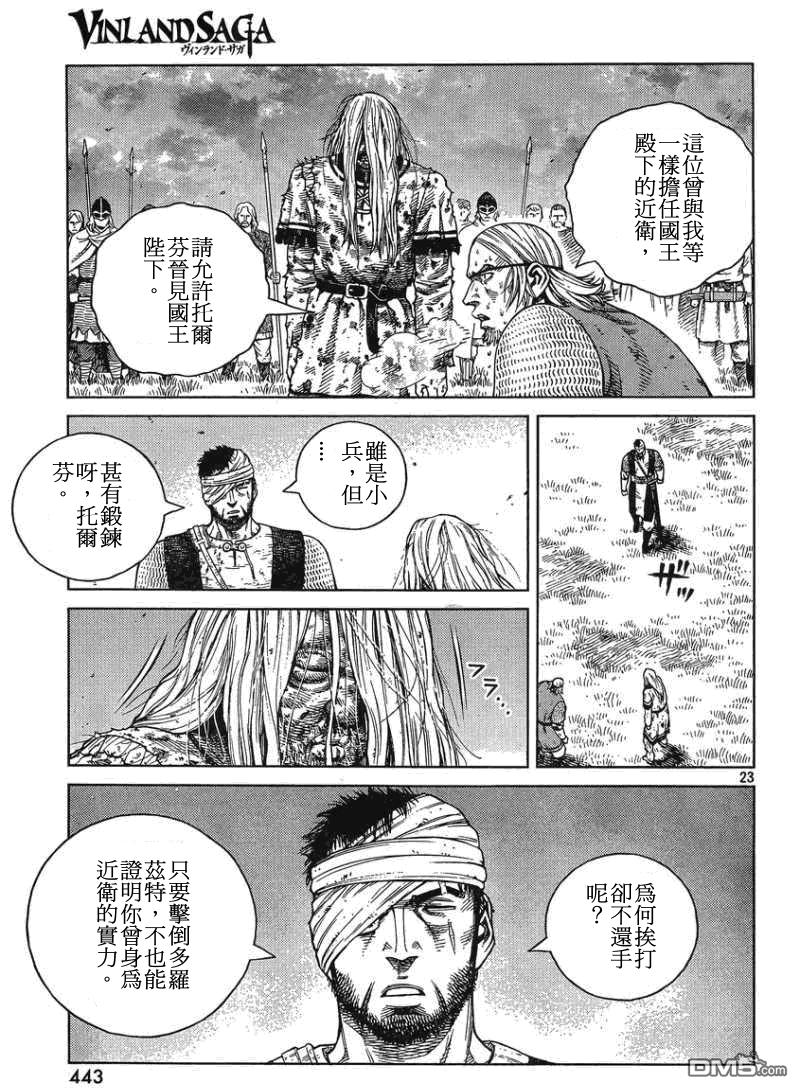 VINLAND SAGA
ヴィンランド・サガ
這位曾與我等
一樣擔任國王
殿下的近衛，
請允許托爾
芬晉見國王
陛下。
ザッ
雖是小
兵，但
…
甚有鍛鍊
呀，托爾
芬。
フラ…
23
爲何挨打
卻不還手
呢？
只要擊倒多羅
茲特，不也能
證明你曾身爲
近衛的實力。
443
DM5.com